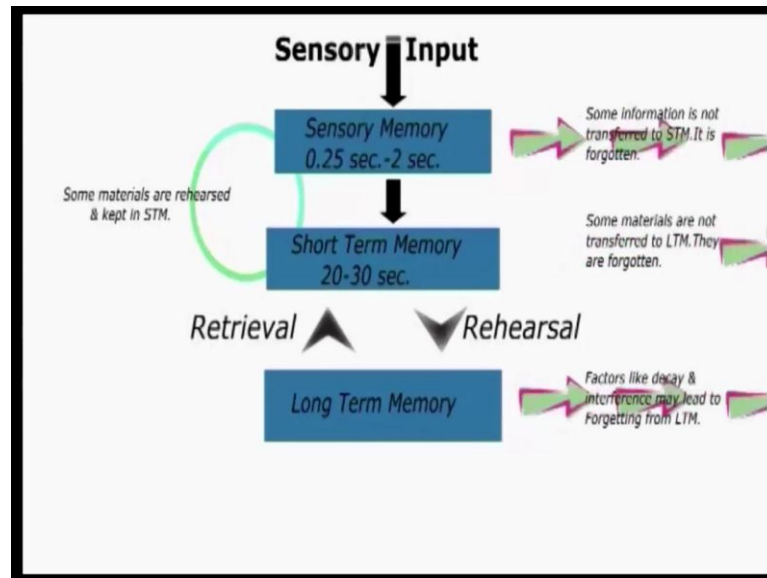 Sensory Input
Sensory Memory
0.25 sec.-2 sec.
Some information is not
transferred to STM.It is
forgotten.
Some materials are rehearsed
& kept in STM.
Short Term Memory
20-30 sec.
Some materials are not
transferred to LTM.They
are forgotten.
Retrieval
Rehearsal
Long Term Memory
Factors like decay &
interference may lead to
Forgetting from LTM.